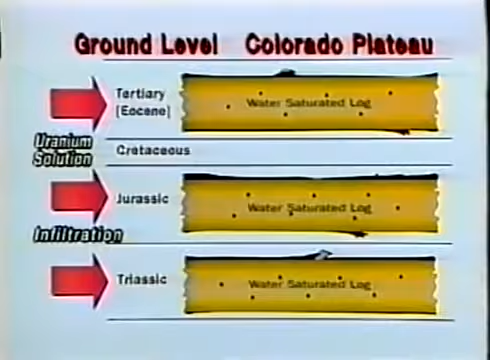 Ground Level Colorado Plateau
Tertiary
[Eocene]
Water Saturated Log
Uranium
Solution
Cretaceous
Jurassic
Water Saturated Log
Infiltration
Triassic
Water Saturated Log